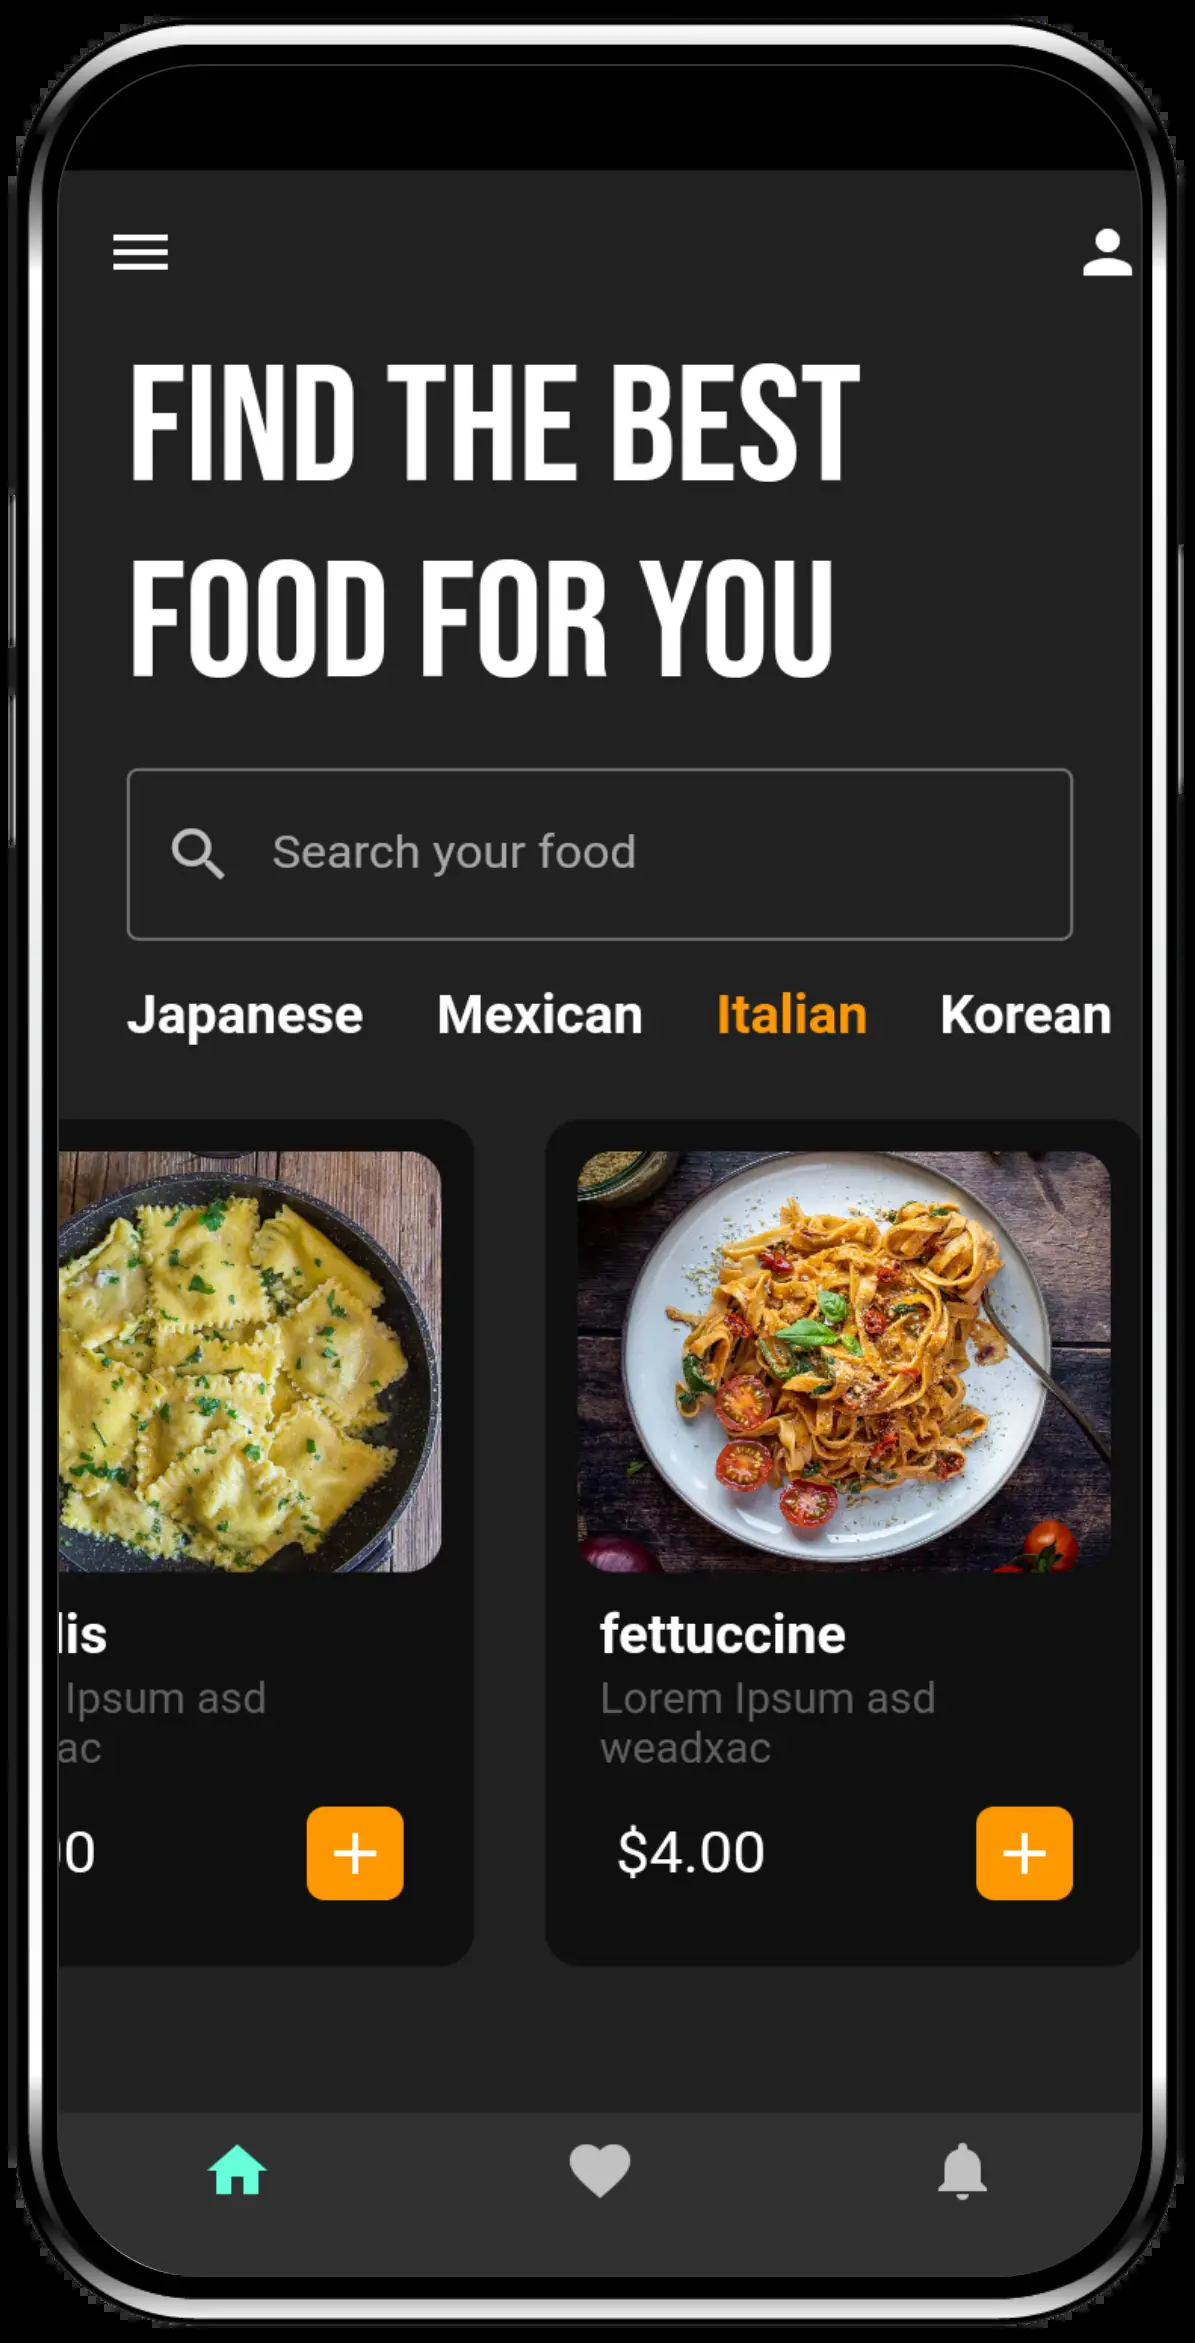 FIND THE BEST
FOOD FOR YOU
Search your food
Japanese Mexican Italian Korean
lis
Ipsum asd
ac
0
fettuccine
Lorem Ipsum asd
weadxac
$4.00